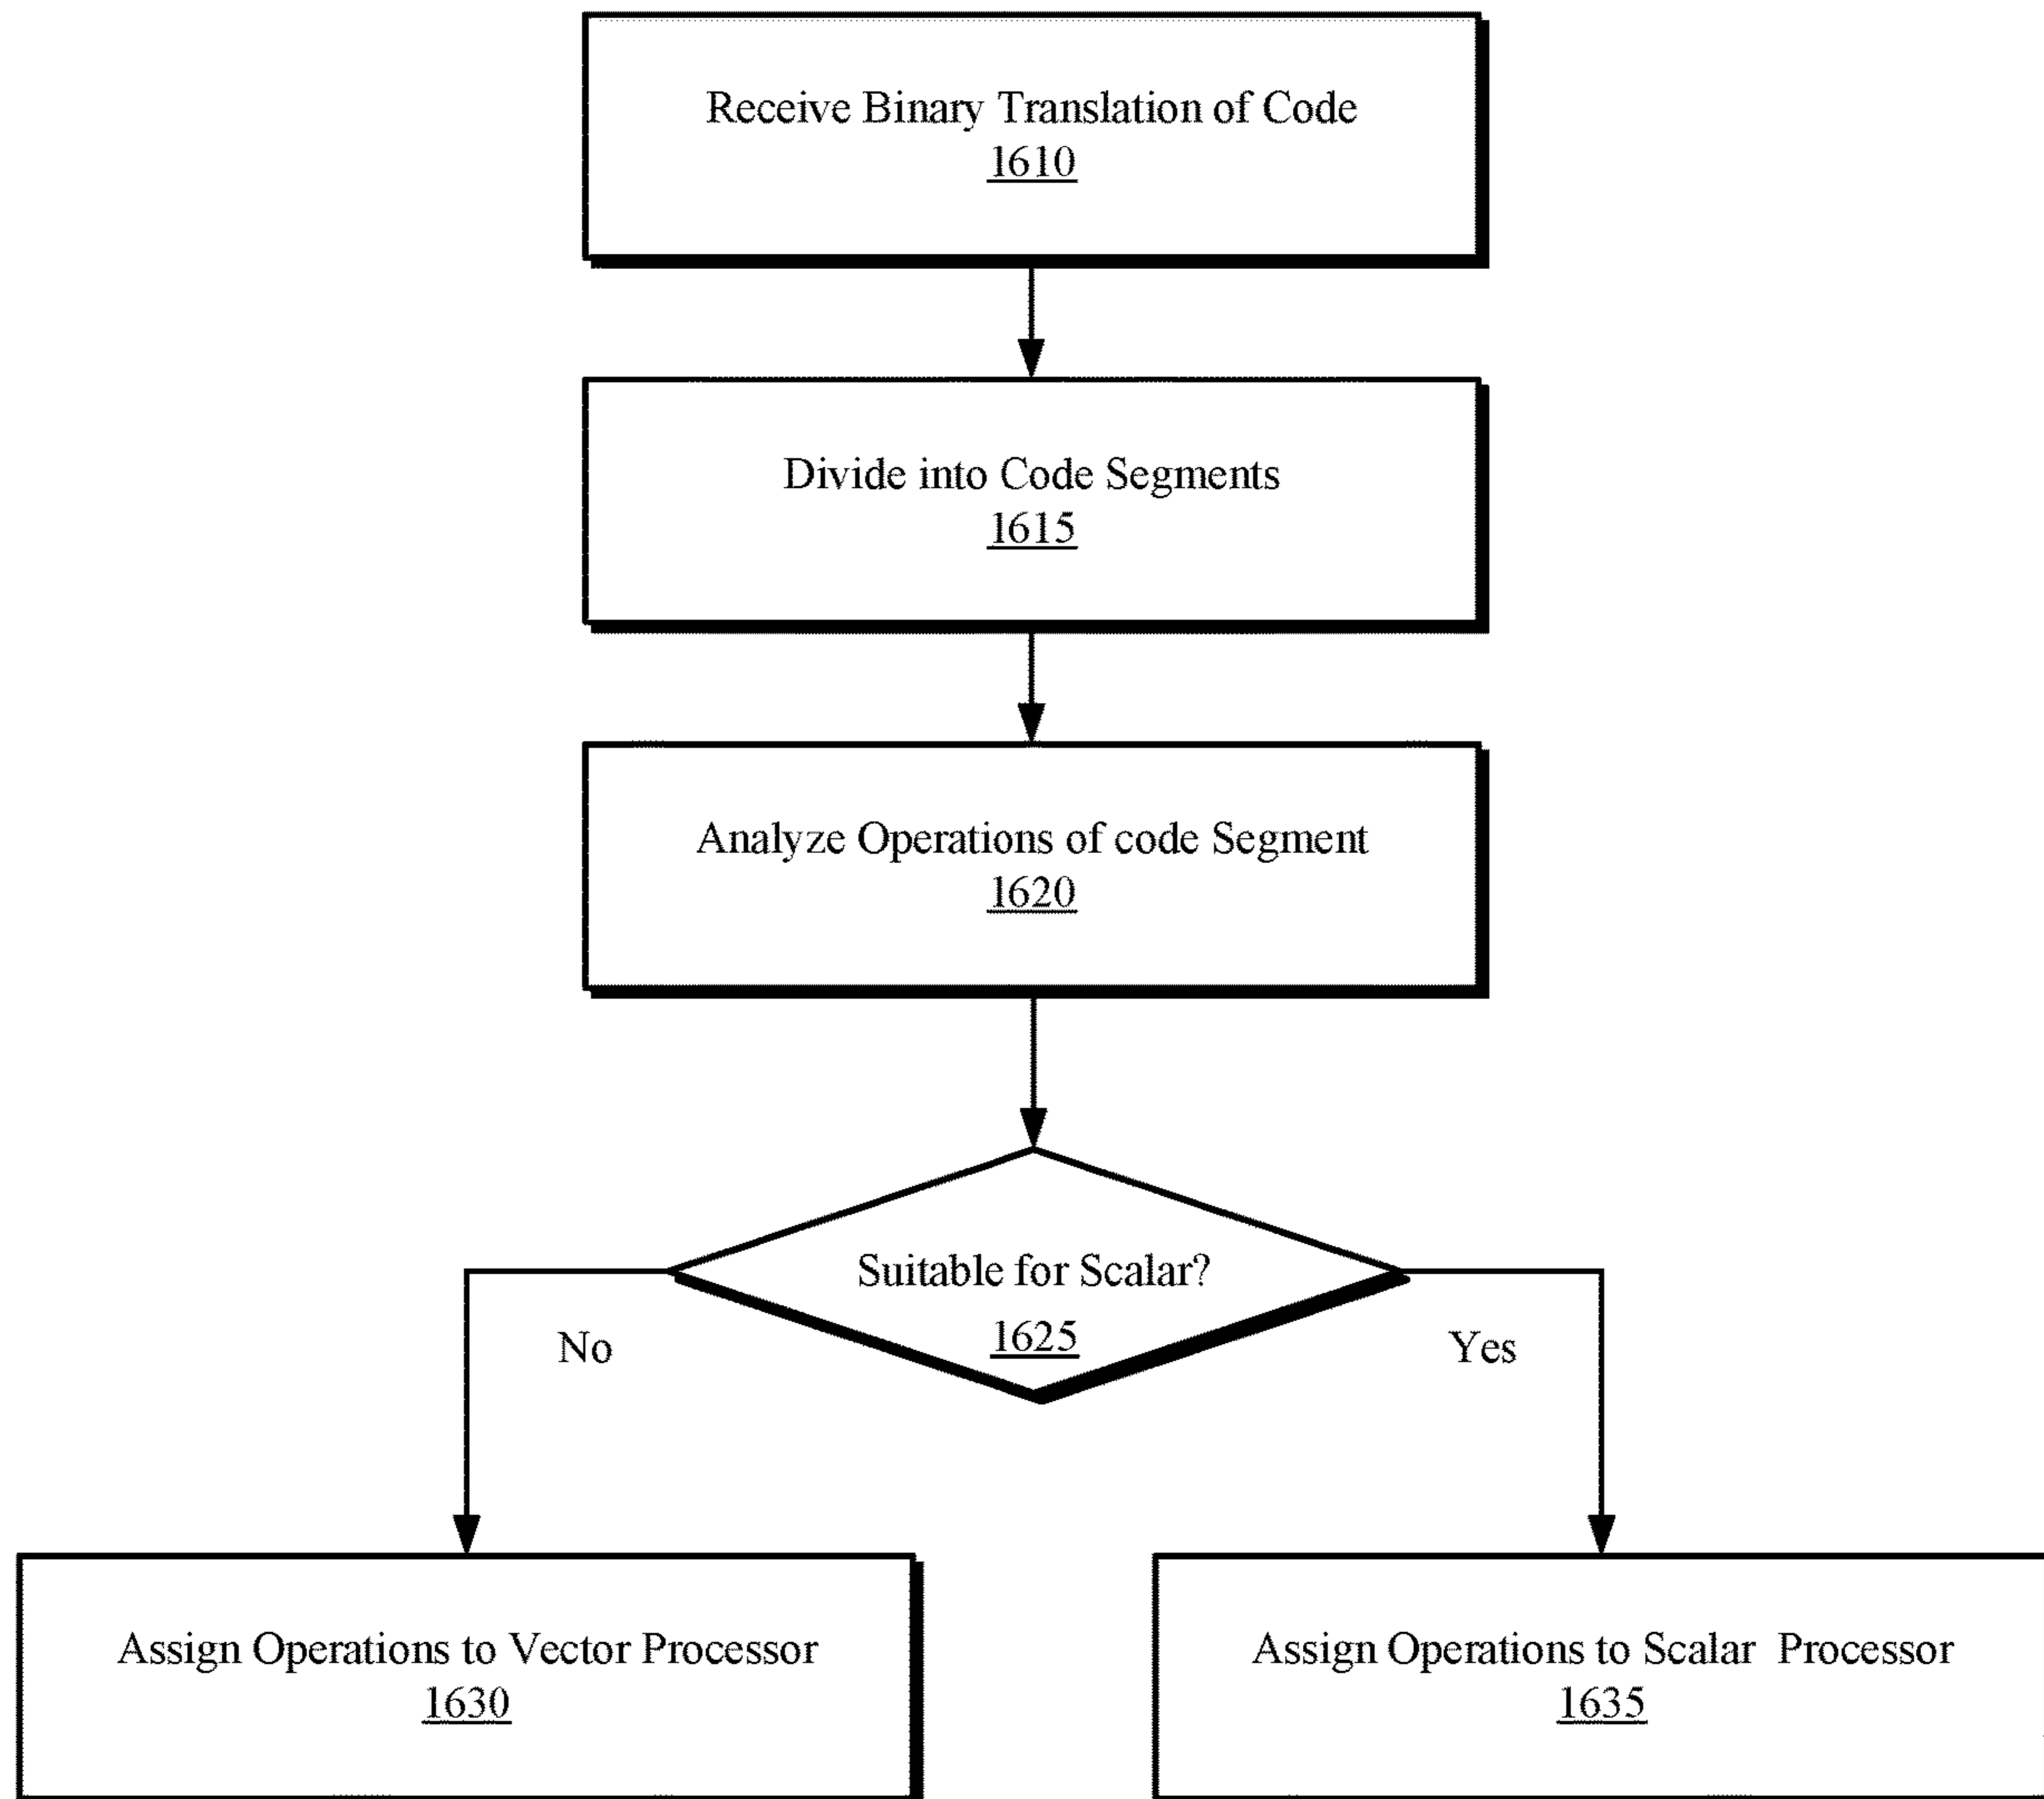 Receive Binary Translation of Code
1610
Divide into Code Segments
1615
Analyze Operations of code Segment
1620
Suitable for Scalar?
1625
No
Yes
Assign Operations to Vector Processor
1630
Assign Operations to Scalar Processor
1635